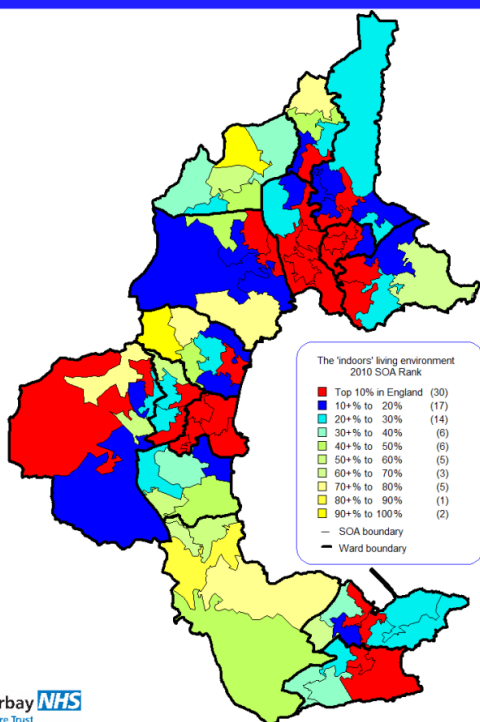 The 'indoors' living environment
2010 SOA Rank
Top 10% in England (30)
10+% to 20% (17)
20+% to 30% (14)
30+% to 40% (6)
40+% to 50% (6)
50+% to 60% (5)
60+% to 70% (3)
70+% to 80% (5)
80+% to 90% (1)
90+% to 100% (2)
SOA boundary
Ward boundary
rbay NHS
re Trust